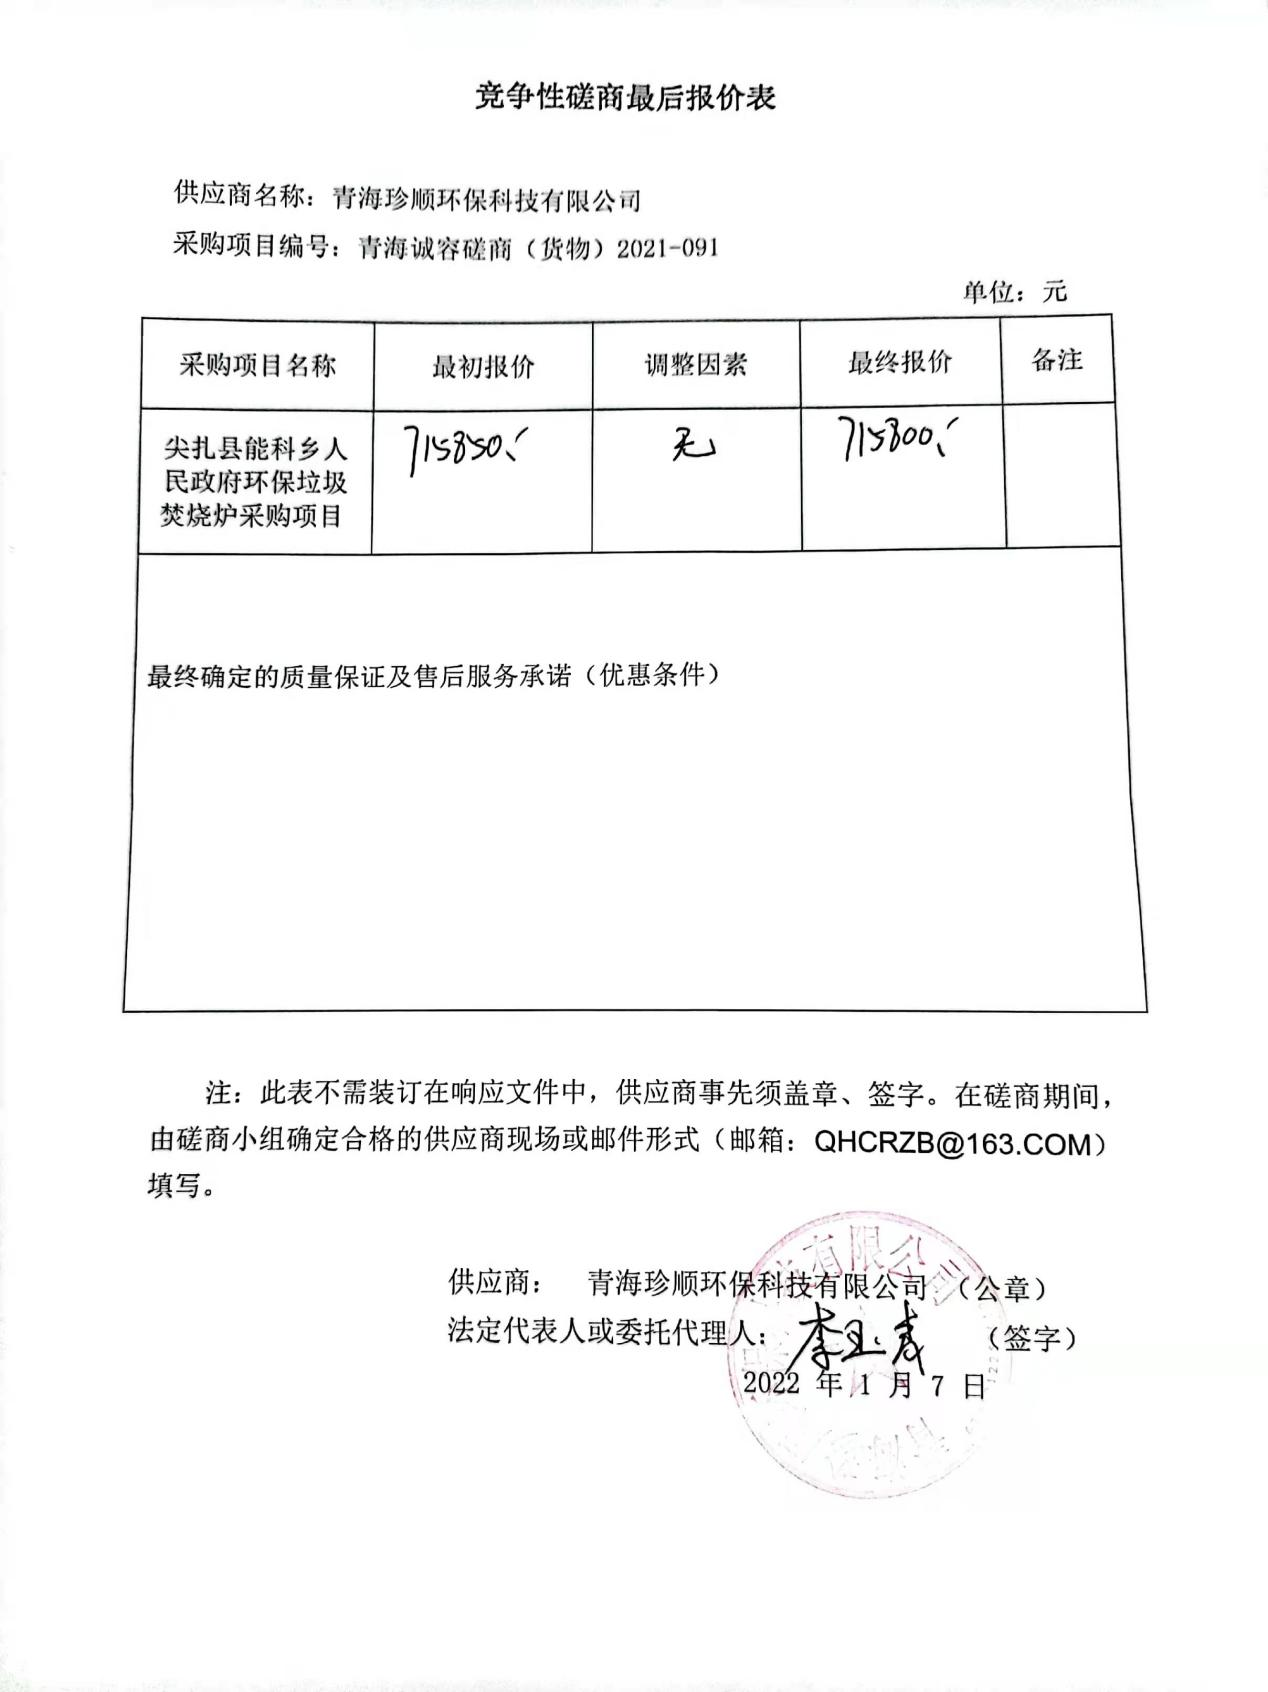 竞争性磋商最后报价表
供应商名称：青海珍顺环保科技有限公司
采购项目编号：青海诚容磋商（货物）2021-091
单位：元
采购项目名称 最初报价 调整因素 最终报价 备注
尖扎县能科乡人 715850 无 715800
民政府环保垃圾
焚烧炉采购项目
最终确定的质量保证及售后服务承诺（优惠条件）
注：此表不需装订在响应文件中，供应商事先须盖章、签字。在磋商期间，
由磋商小组确定合格的供应商现场或邮件形式（邮箱：QHCRZB@163.COM）
填写。
供应商： 青海珍顺环保科技有限公司 （公章）
法定代表人或委托代理人： （签字）
2022 年 1 月 7 日